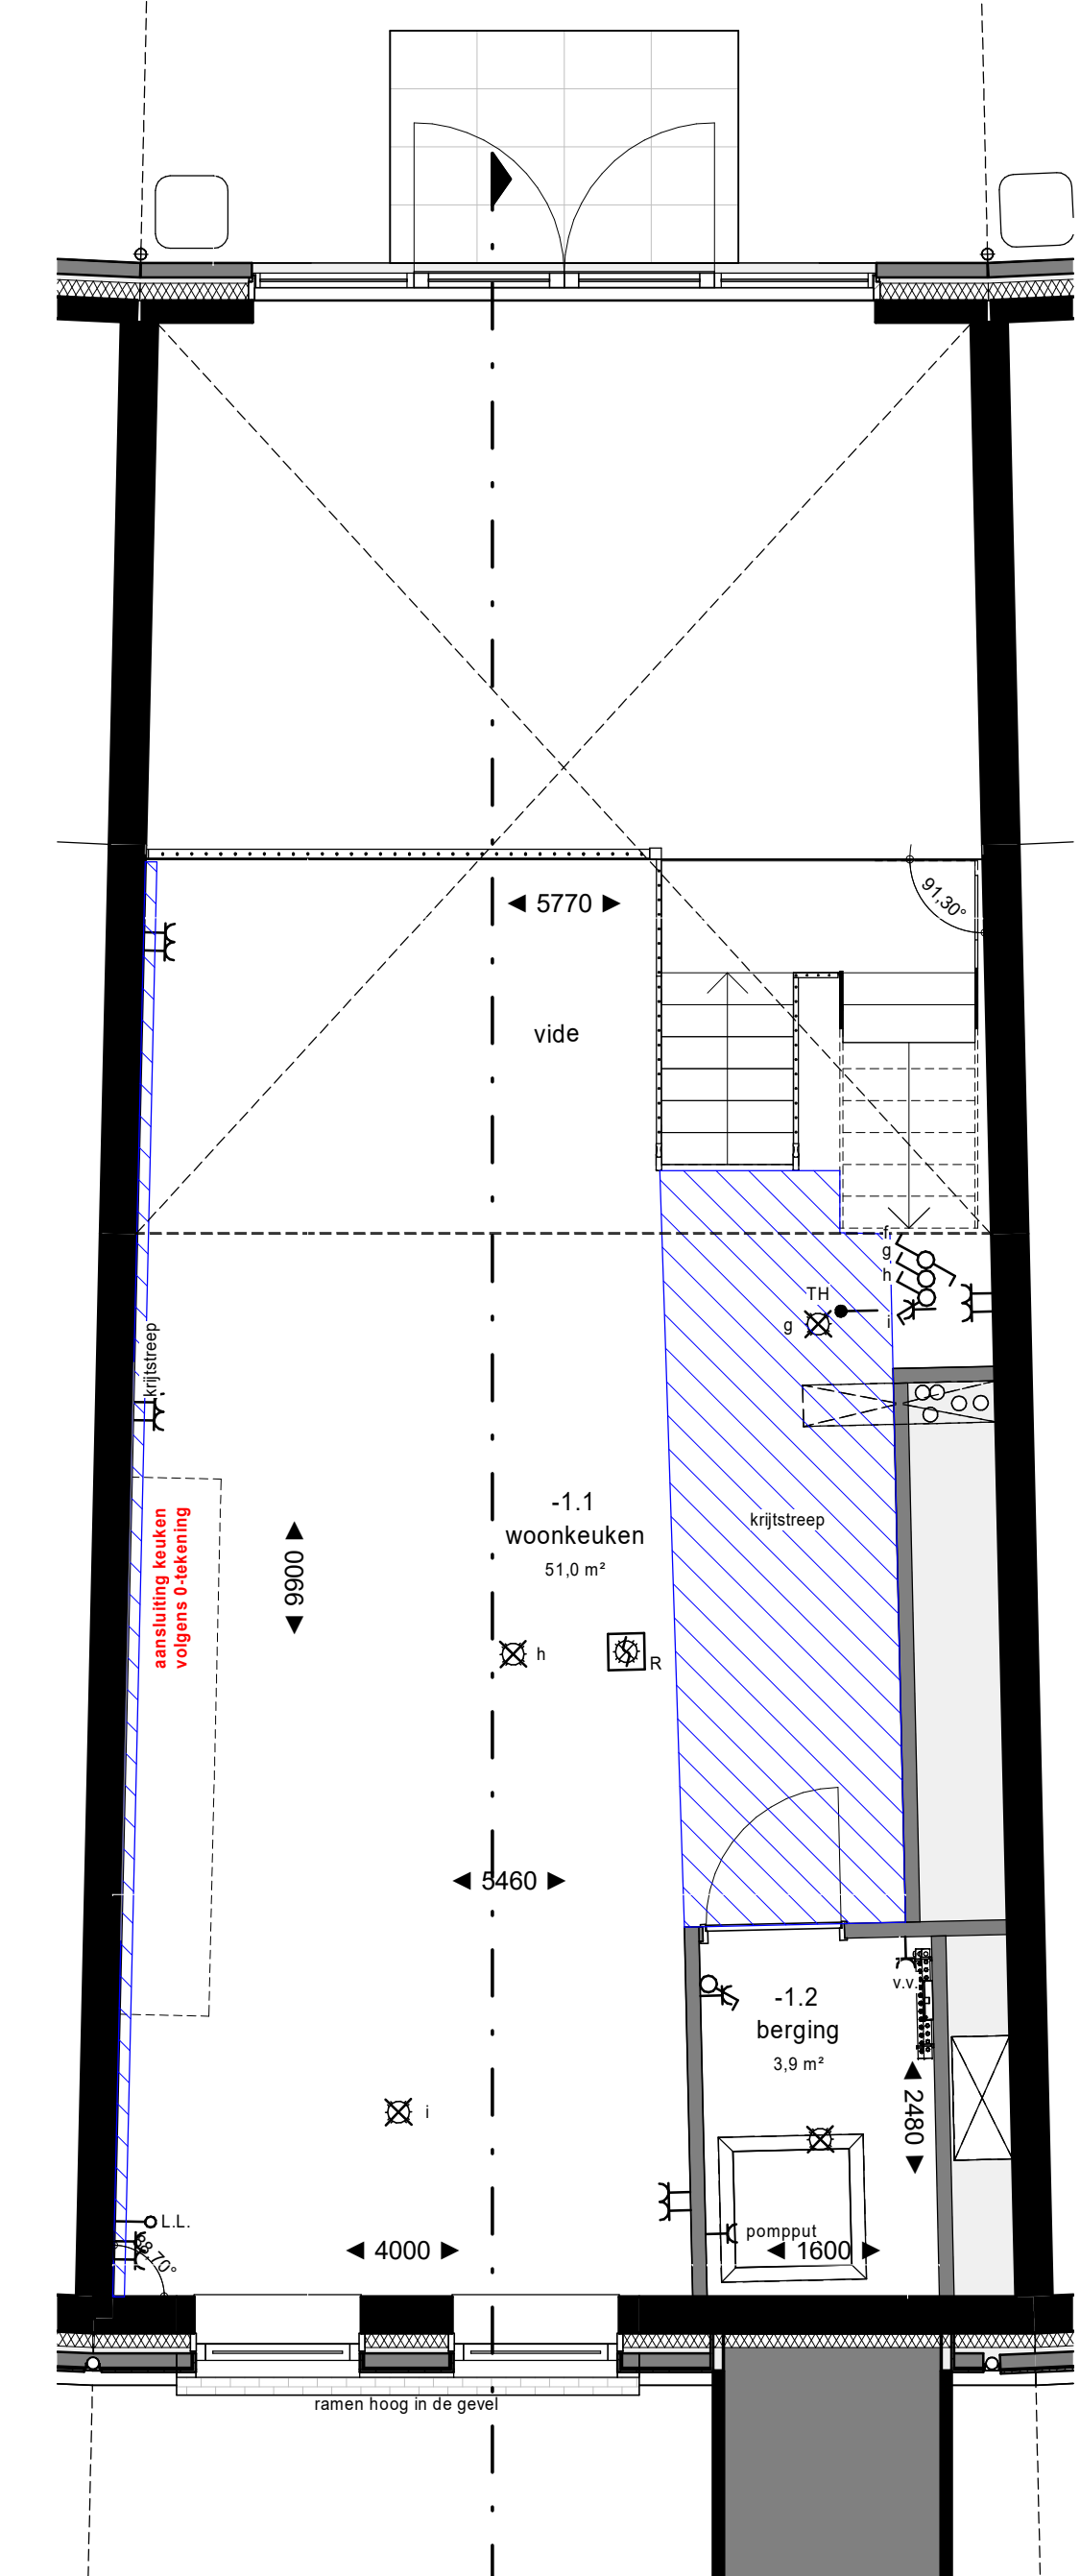 5770
91,30°
vide
f
g
h
TH
g
i
krijtstreep
-1.1
woonkeuken
51,0 m²
krijtstreep
aansluiting keuken
volgens 0-tekening
9900
h
R
5460
v.v.
-1.2
berging
3,9 m²
2480
i
L.L.
88,70°
pompput
4000
1600
ramen hoog in de gevel